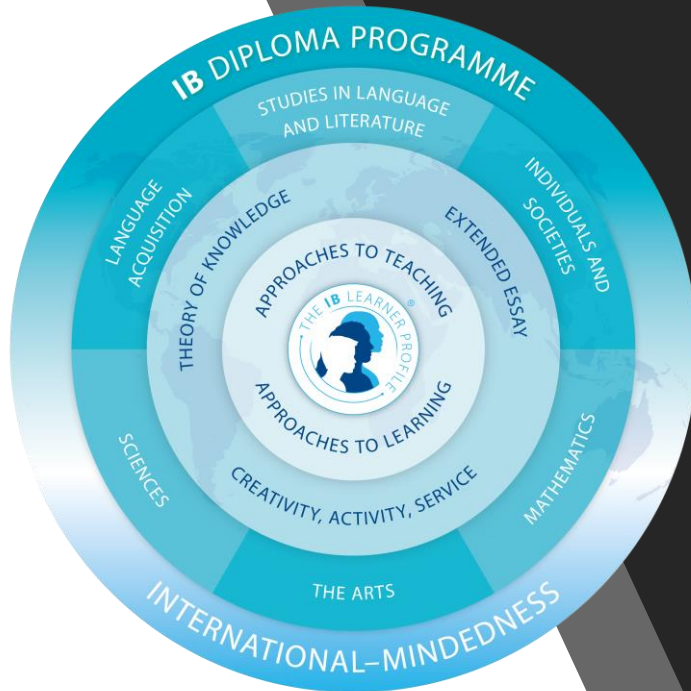 IB DIPLOMA PROGRAMME
STUDIES IN LANGUAGE
AND LITERATURE
LANGUAGE
ACQUISITION
INDIVIDUALS AND
SOCIETIES
THEORY OF KNOWLEDGE
EXTENDED ESSAY
APPROACHES TO TEACHING
THE IB LEARNER PROFILE ®
APPROACHES TO LEARNING
CREATIVITY, ACTIVITY, SERVICE
SCIENCES
MATHEMATICS
THE ARTS
INTERNATIONAL–MINDEDNESS